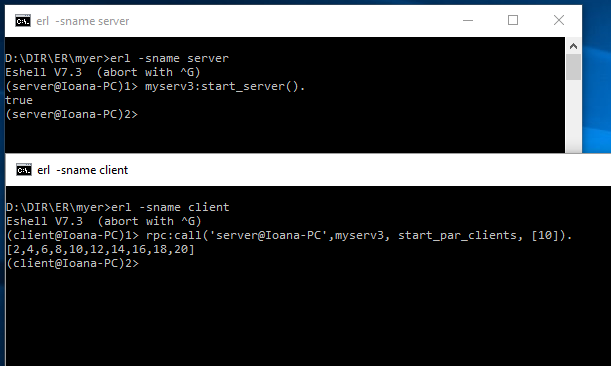 erl -sname server
D:\DIR\ER\myer>erl -sname server
Eshell V7.3  (abort with ^G)
(server@Ioana-PC)1> myserv3:start_server().
true
(server@Ioana-PC)2>
erl -sname client
D:\DIR\ER\myer>erl -sname client
Eshell V7.3  (abort with ^G)
(client@Ioana-PC)1> rpc:call('server@Ioana-PC',myserv3, start_par_clients, [10]).
[2,4,6,8,10,12,14,16,18,20]
(client@Ioana-PC)2>